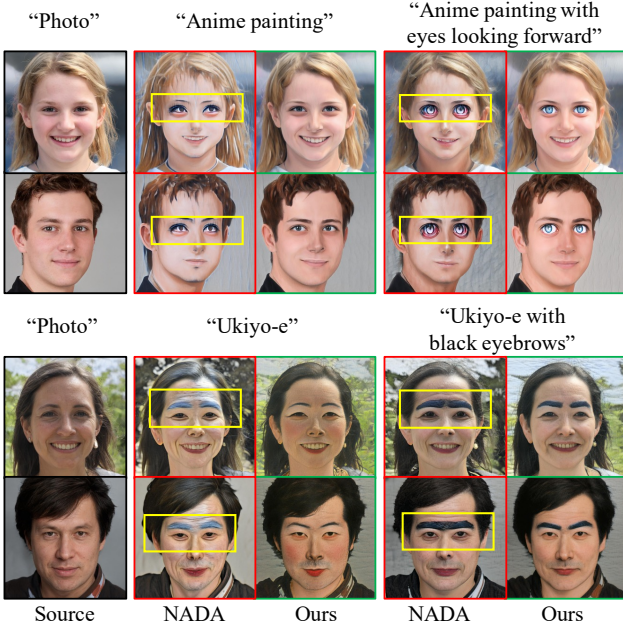 “Photo”
“Anime painting”
“Anime painting with
eyes looking forward”
“Photo”
“Ukiyo-e”
“Ukiyo-e with
black eyebrows”
Source
NADA
Ours
NADA
Ours